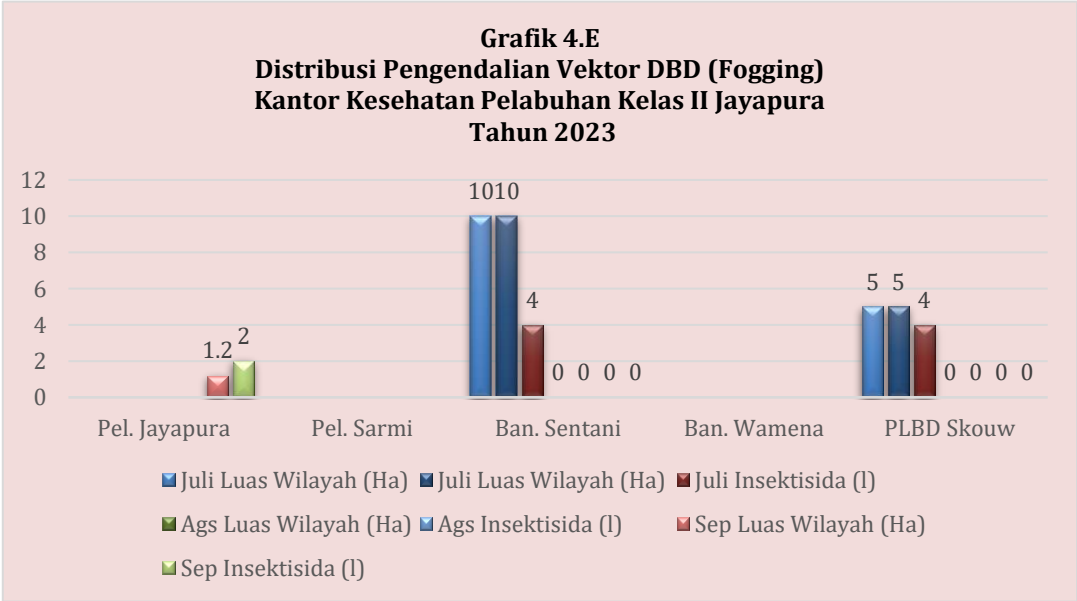 Grafik 4.E
Distribusi Pengendalian Vektor DBD (Fogging)
Kantor Kesehatan Pelabuhan Kelas II Jayapura
Tahun 2023
12
10
8
6
4
2
0
1.2 2
10 10 4 0 0 0 0
5 5 4 0 0 0 0
Pel. Jayapura Pel. Sarmi Ban. Sentani Ban. Wamena PLBD Skouw
Juli Luas Wilayah (Ha) Juli Luas Wilayah (Ha) Juli Insektisida (l)
Ags Luas Wilayah (Ha) Ags Insektisida (l) Sep Luas Wilayah (Ha)
Sep Insektisida (l)